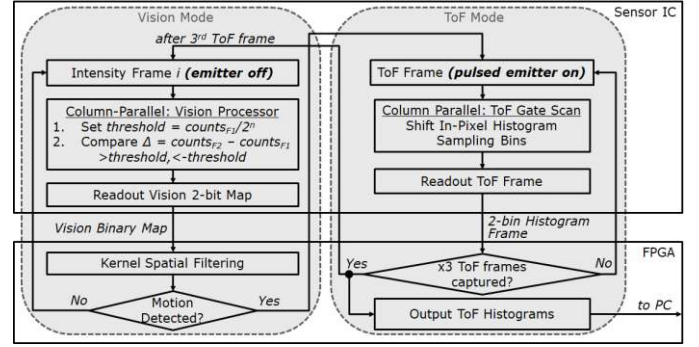 Sensor IC
Vision Mode
ToF Mode
after 3rd ToF frame
Intensity Frame i (emitter off)
ToF Frame (pulsed emitter on)
Column-Parallel: Vision Processor
1. Set threshold = countsF1/2n
2. Compare Δ = countsF2 – countsF1
>threshold,<-threshold
Column Parallel: ToF Gate Scan
Shift In-Pixel Histogram
Sampling Bins
Readout Vision 2-bit Map
Readout ToF Frame
Vision Binary Map
2-bin Histogram
Frame
FPGA
Kernel Spatial Filtering
Yes
x3 ToF frames
captured?
No
No
Motion
Detected?
Yes
Output ToF Histograms
to PC